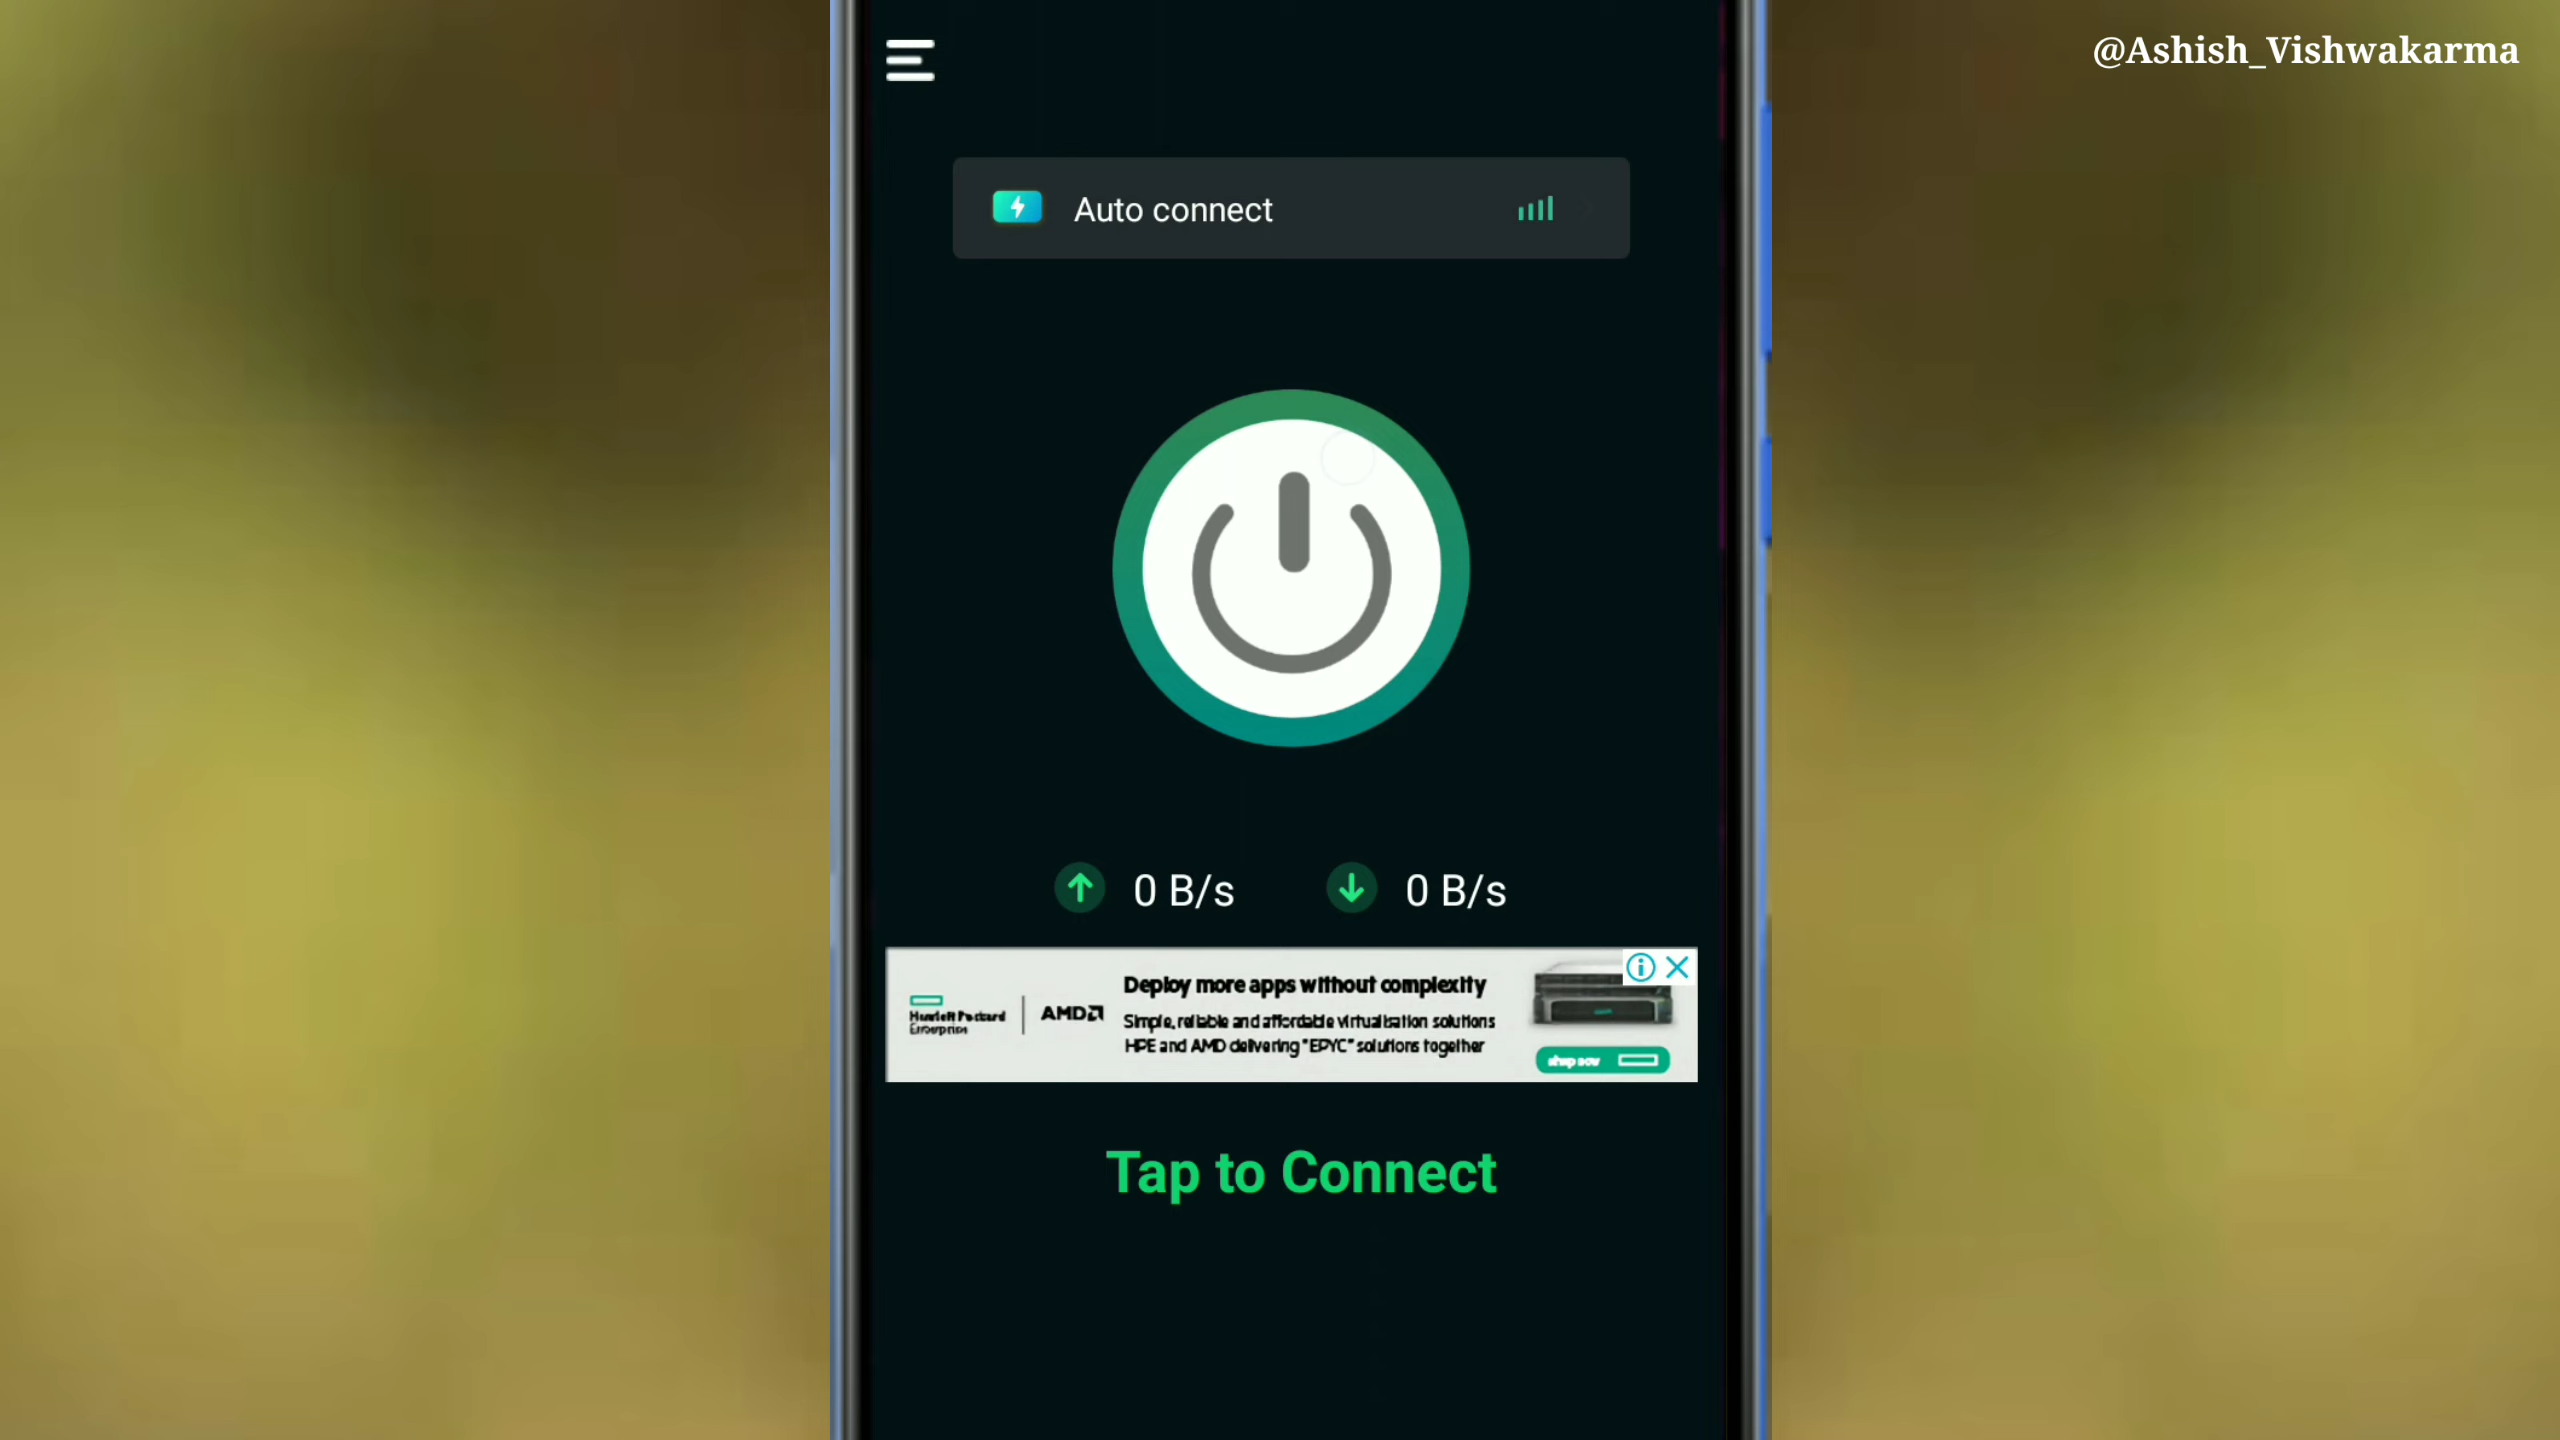 @Ashish_Vishwakarma
Auto connect
0 B/s
0 B/s
Hewlett Packard
Enterprise
AMD
Deploy more apps without complexity
Simple, reliable and affordable virtualisation solutions
HPE and AMD delivering "EPYC" solutions together
shop now
Tap to Connect